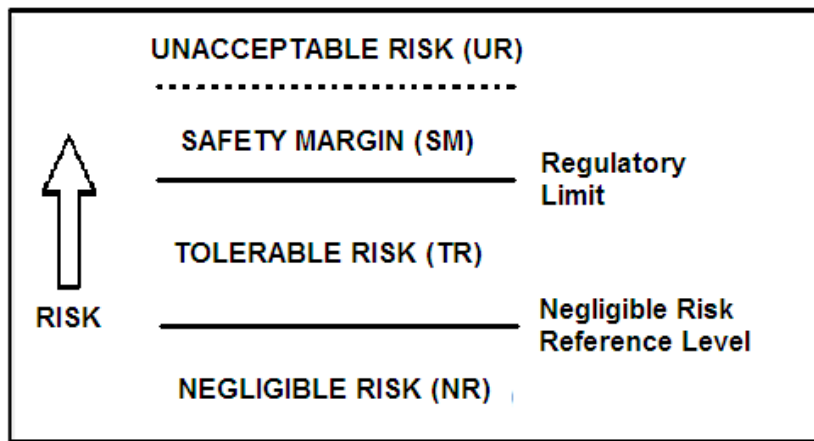 UNACCEPTABLE RISK (UR)
SAFETY MARGIN (SM)
Regulatory
Limit
TOLERABLE RISK (TR)
RISK
Negligible Risk
Reference Level
NEGLIGIBLE RISK (NR)